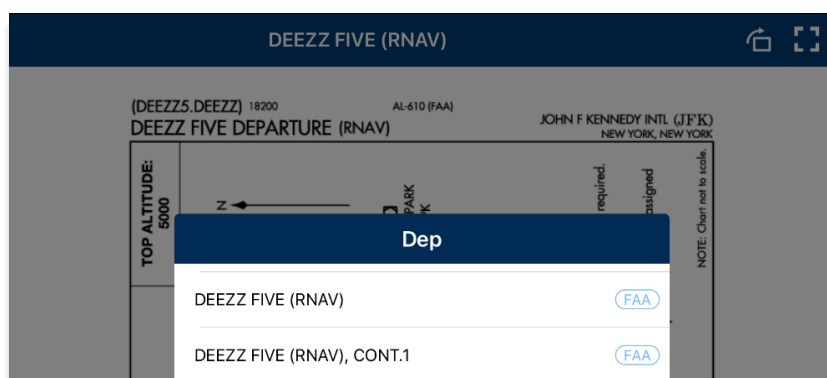 DEEZZ FIVE (RNAV)
(DEEZZ5.DEEZZ) 18200
AL-610 (FAA)
JOHN F KENNEDY INTL (JFK)
DEEZZ FIVE DEPARTURE (RNAV)
NEW YORK, NEW YORK
TOP ALTITUDE:
5000
N
PARK
required.
assigned
NOTE: Chart not to scale.
Dep
DEEZZ FIVE (RNAV)
FAA
DEEZZ FIVE (RNAV), CONT.1
FAA